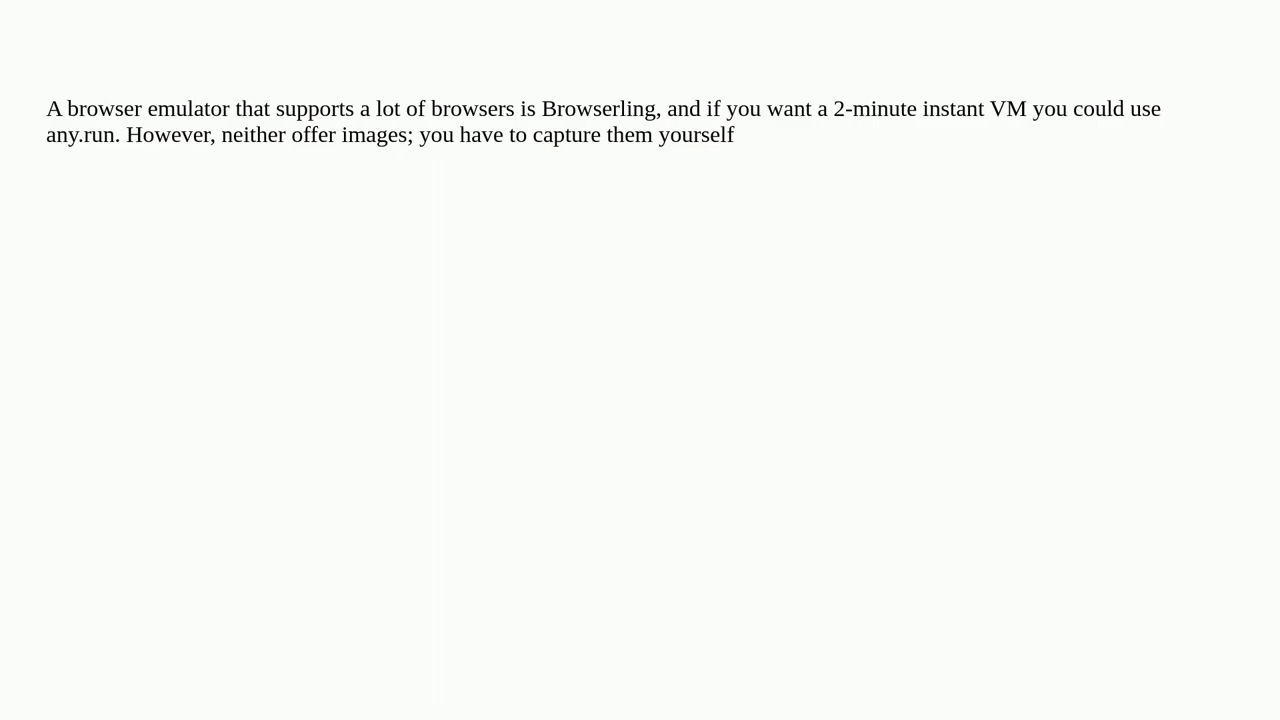 A browser emulator that supports a lot of browsers is Browserling, and if you want a 2-minute instant VM you could use
any.run. However, neither offer images; you have to capture them yourself